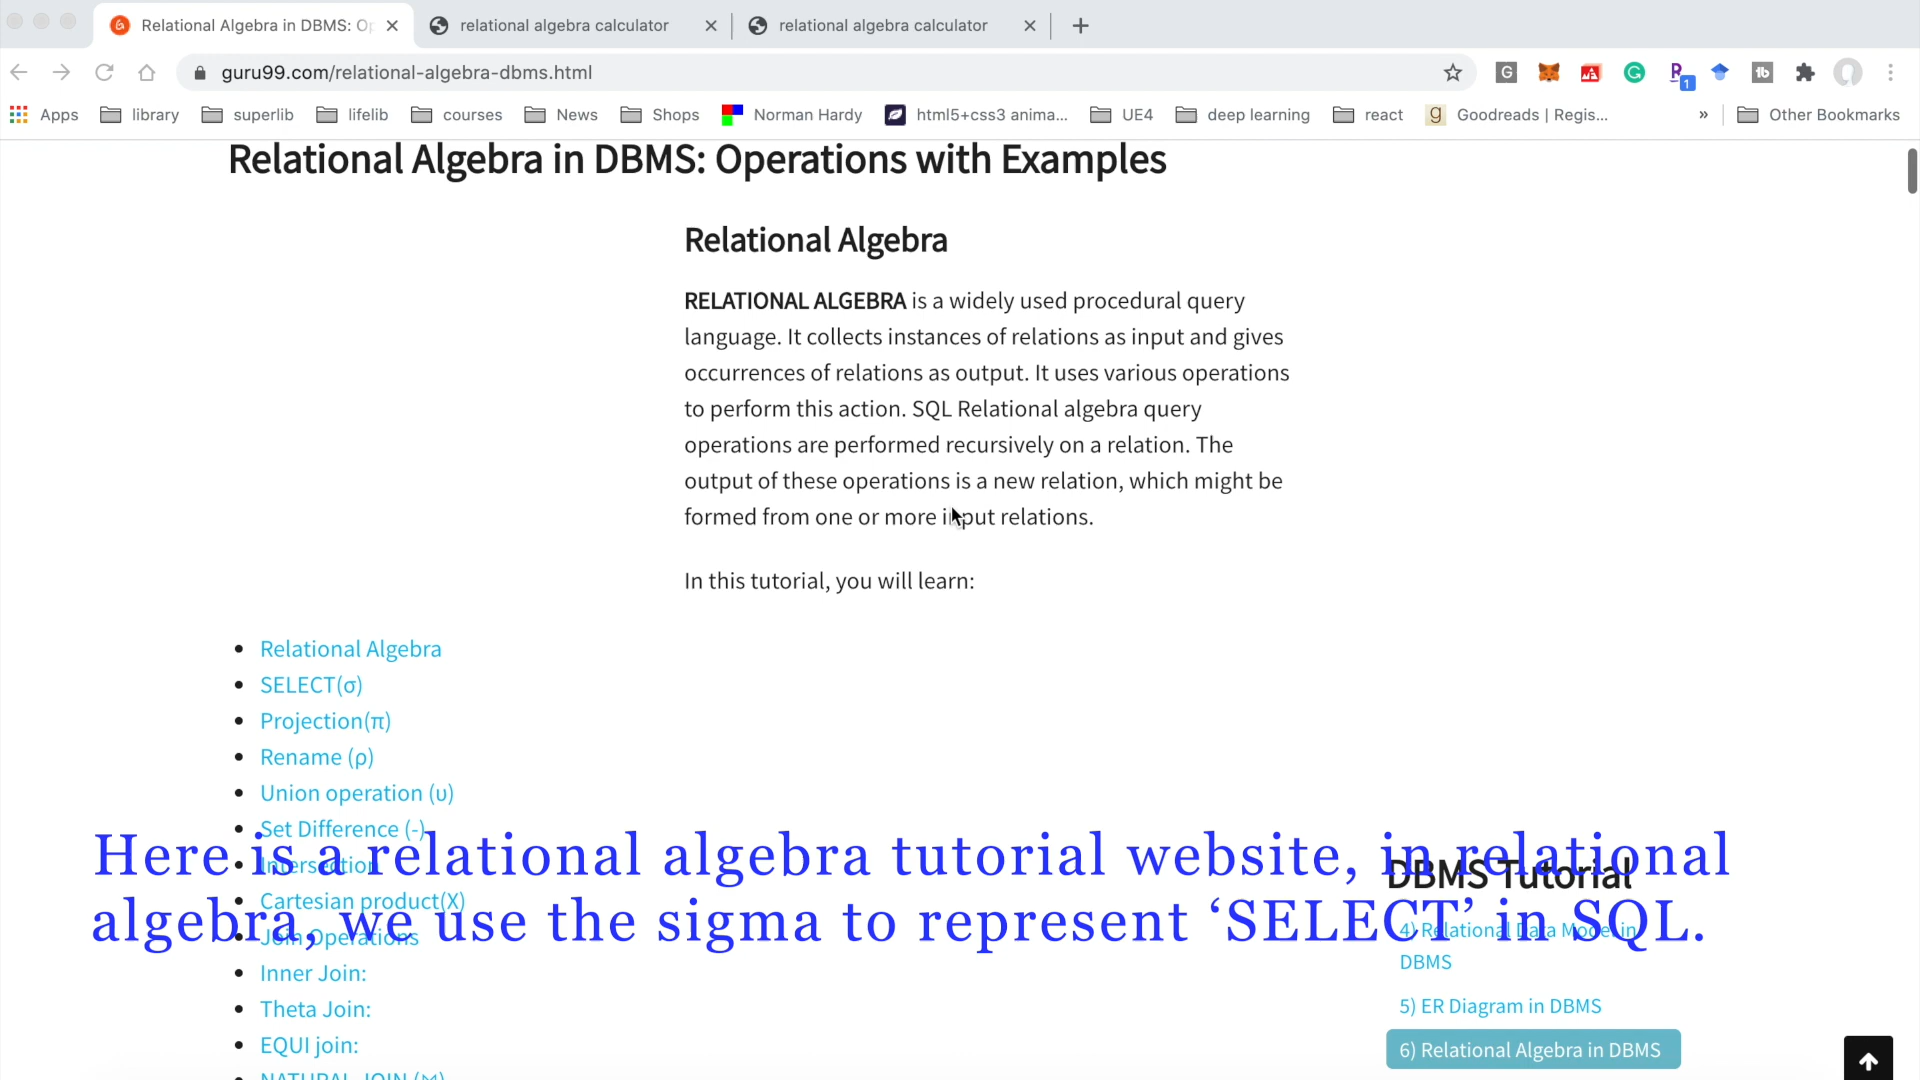 Relational Algebra in DBMS: Op
relational algebra calculator
relational algebra calculator
guru99.com/relational-algebra-dbms.html
Apps
library
superlib
lifelib
courses
News
Shops
Norman Hardy
html5+css3 anima...
UE4
deep learning
react
Goodreads | Regis...
»
Other Bookmarks
Relational Algebra in DBMS: Operations with Examples
Relational Algebra
RELATIONAL ALGEBRA is a widely used procedural query
language. It collects instances of relations as input and gives
occurrences of relations as output. It uses various operations
to perform this action. SQL Relational algebra query
operations are performed recursively on a relation. The
output of these operations is a new relation, which might be
formed from one or more input relations.
In this tutorial, you will learn:
• Relational Algebra
• SELECT(σ)
• Projection(π)
• Rename (ρ)
• Union operation (υ)
• Set Difference (-)
• Intersection
• Cartesian product(X)
• Join Operations
• Inner Join:
• Theta Join:
• EQUI join:
• NATURAL JOIN (⋈)
Here is a relational algebra tutorial website, in relational
algebra, we use the sigma to represent ‘SELECT’ in SQL.
DBMS Tutorial
4) Relational Data Model in
DBMS
5) ER Diagram in DBMS
6) Relational Algebra in DBMS